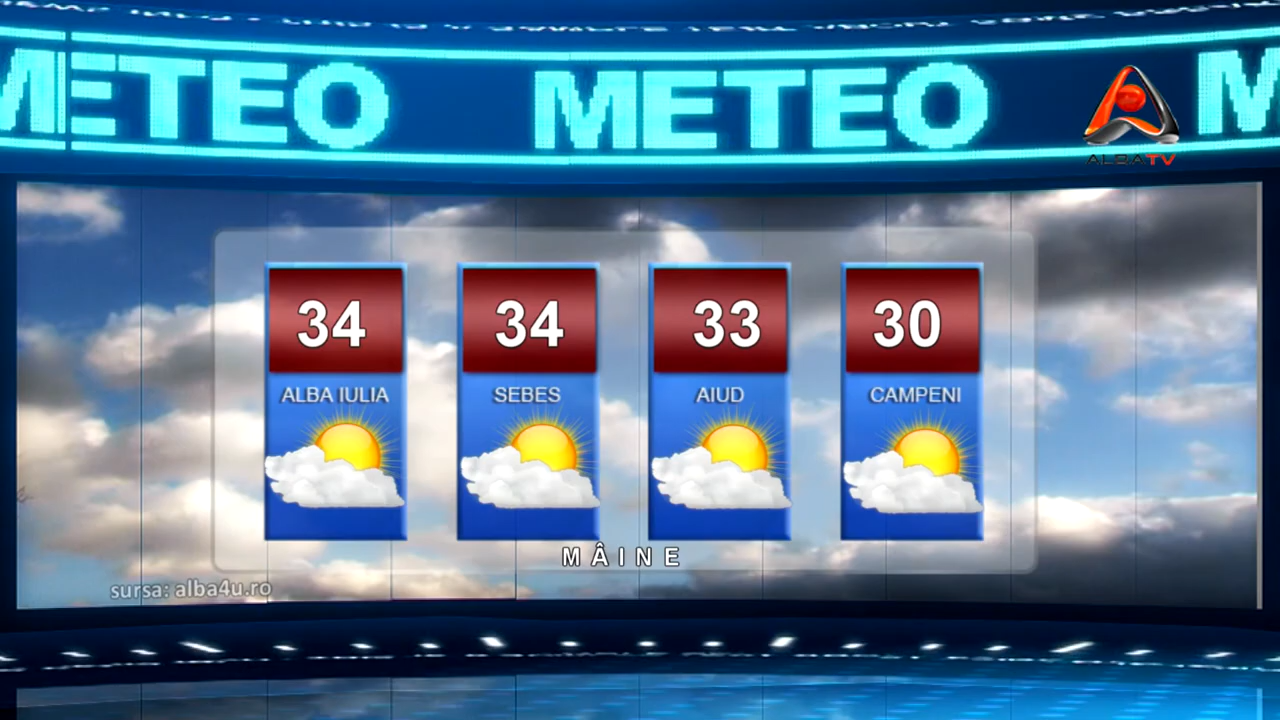 METEO METEO M
ALBA TV
34 34 33 30
ALBA IULIA SEBES AIUD CAMPENI
MÂINE
sursa: alba4u.ro